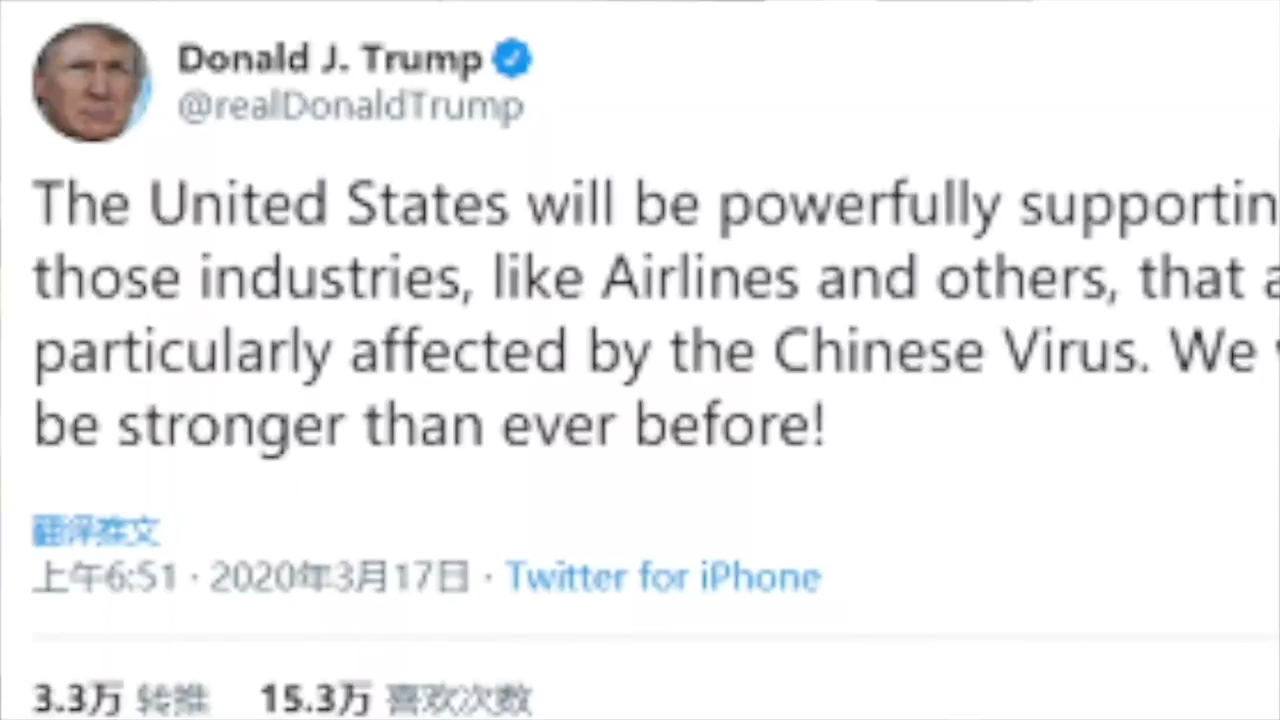 Donald J. Trump
@realDonaldTrump
The United States will be powerfully supportin
those industries, like Airlines and others, that a
particularly affected by the Chinese Virus. We
be stronger than ever before!
翻译推文
上午6:51 · 2020年3月17日 · Twitter for iPhone
3.3万 转推 15.3万 喜欢次数